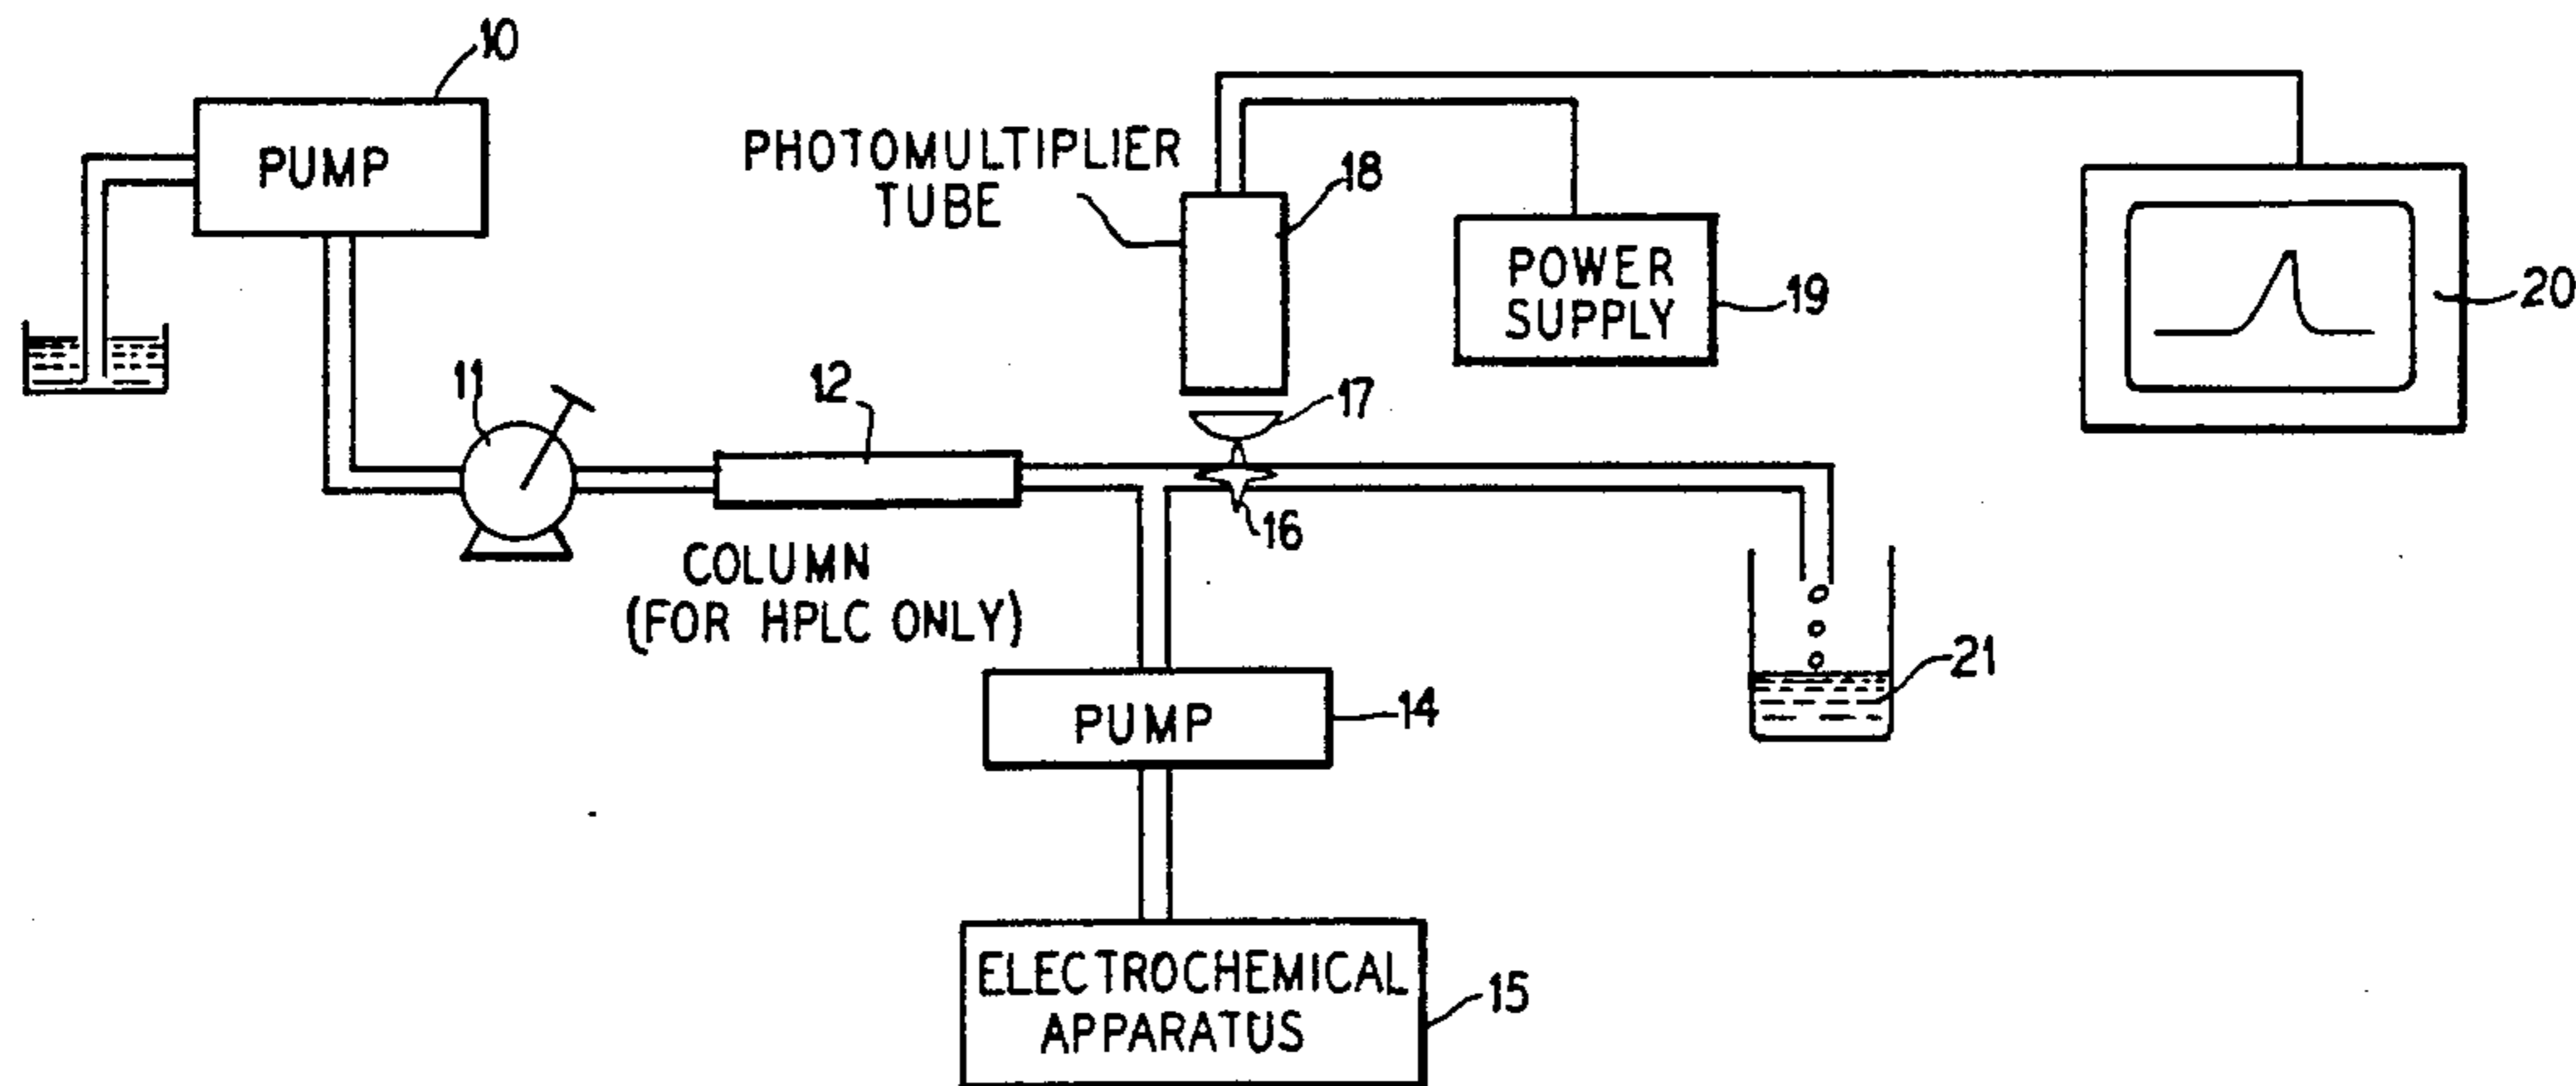 10
PUMP
PHOTOMULTIPLIER
TUBE
18
POWER
SUPPLY
19
20
11
12
17
16
COLUMN
(FOR HPLC ONLY)
PUMP
14
21
ELECTROCHEMICAL
APPARATUS
15